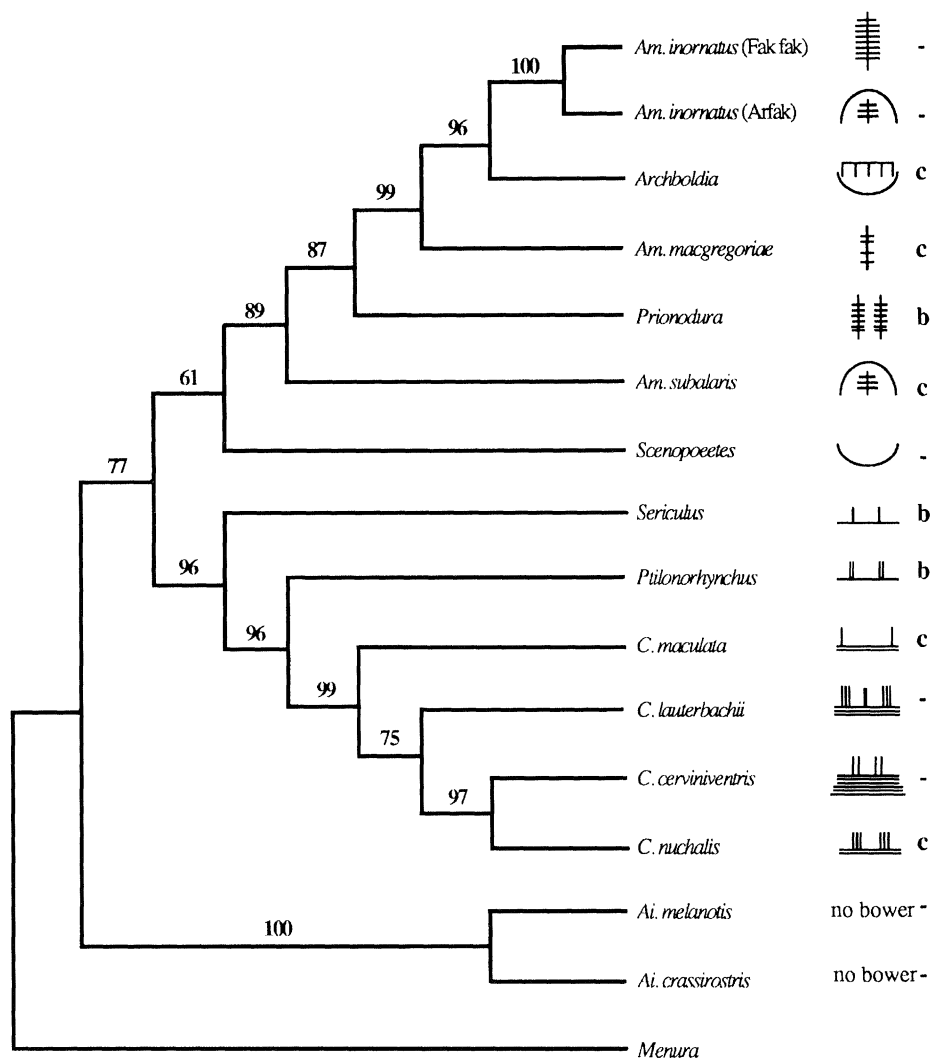 Am. inornatus (Fak fak) -
100
Am. inornatus (Arfak) -
96
Archboldia c
99
Am. macgregoriae c
87
Prionodura b
89
Am. subalaris c
61
Scenopoeetes -
77
Sericulus b
96
Ptilonorhynchus b
96
C. maculata c
99
C. lauterbachii -
75
C. cerviniventris -
97
C. nuchalis c
Ai. melanotis no bower -
100
Ai. crassirostris no bower -
Menura